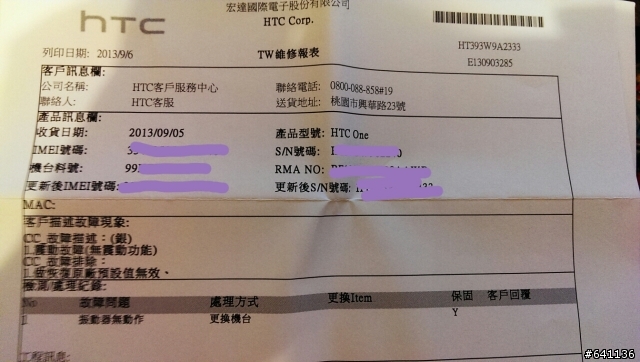 hTC
宏達國際電子股份有限公司
HTC Corp.
列印日期: 2013/9/6
TW維修報表
HT393W9A2333
E130903285
客戶訊息欄:
公司名稱: HTC客戶服務中心 聯絡電話: 0800-088-858#19
聯絡人: HTC客服 送貨地址: 桃園市興華路23號
產品訊息欄:
收貨日期: 2013/09/05 產品型號: HTC One
IMEI號碼: S/N號碼:
機台料號: 99 RMA NO:
更新後IMEI號碼: 更新後S/N號碼:
MAC:
客戶描述故障現象:
CC_故障描述：(銀)
1.震動故障(無震動功能)
CC_故障排除：
1.做恢復原廠預設值無效、
檢測/處理紀錄:
No 故障問題 處理方式 更換Item 保固 客戶回覆
1 振動器無動作 更換機台 Y
工程訊息:
#641136